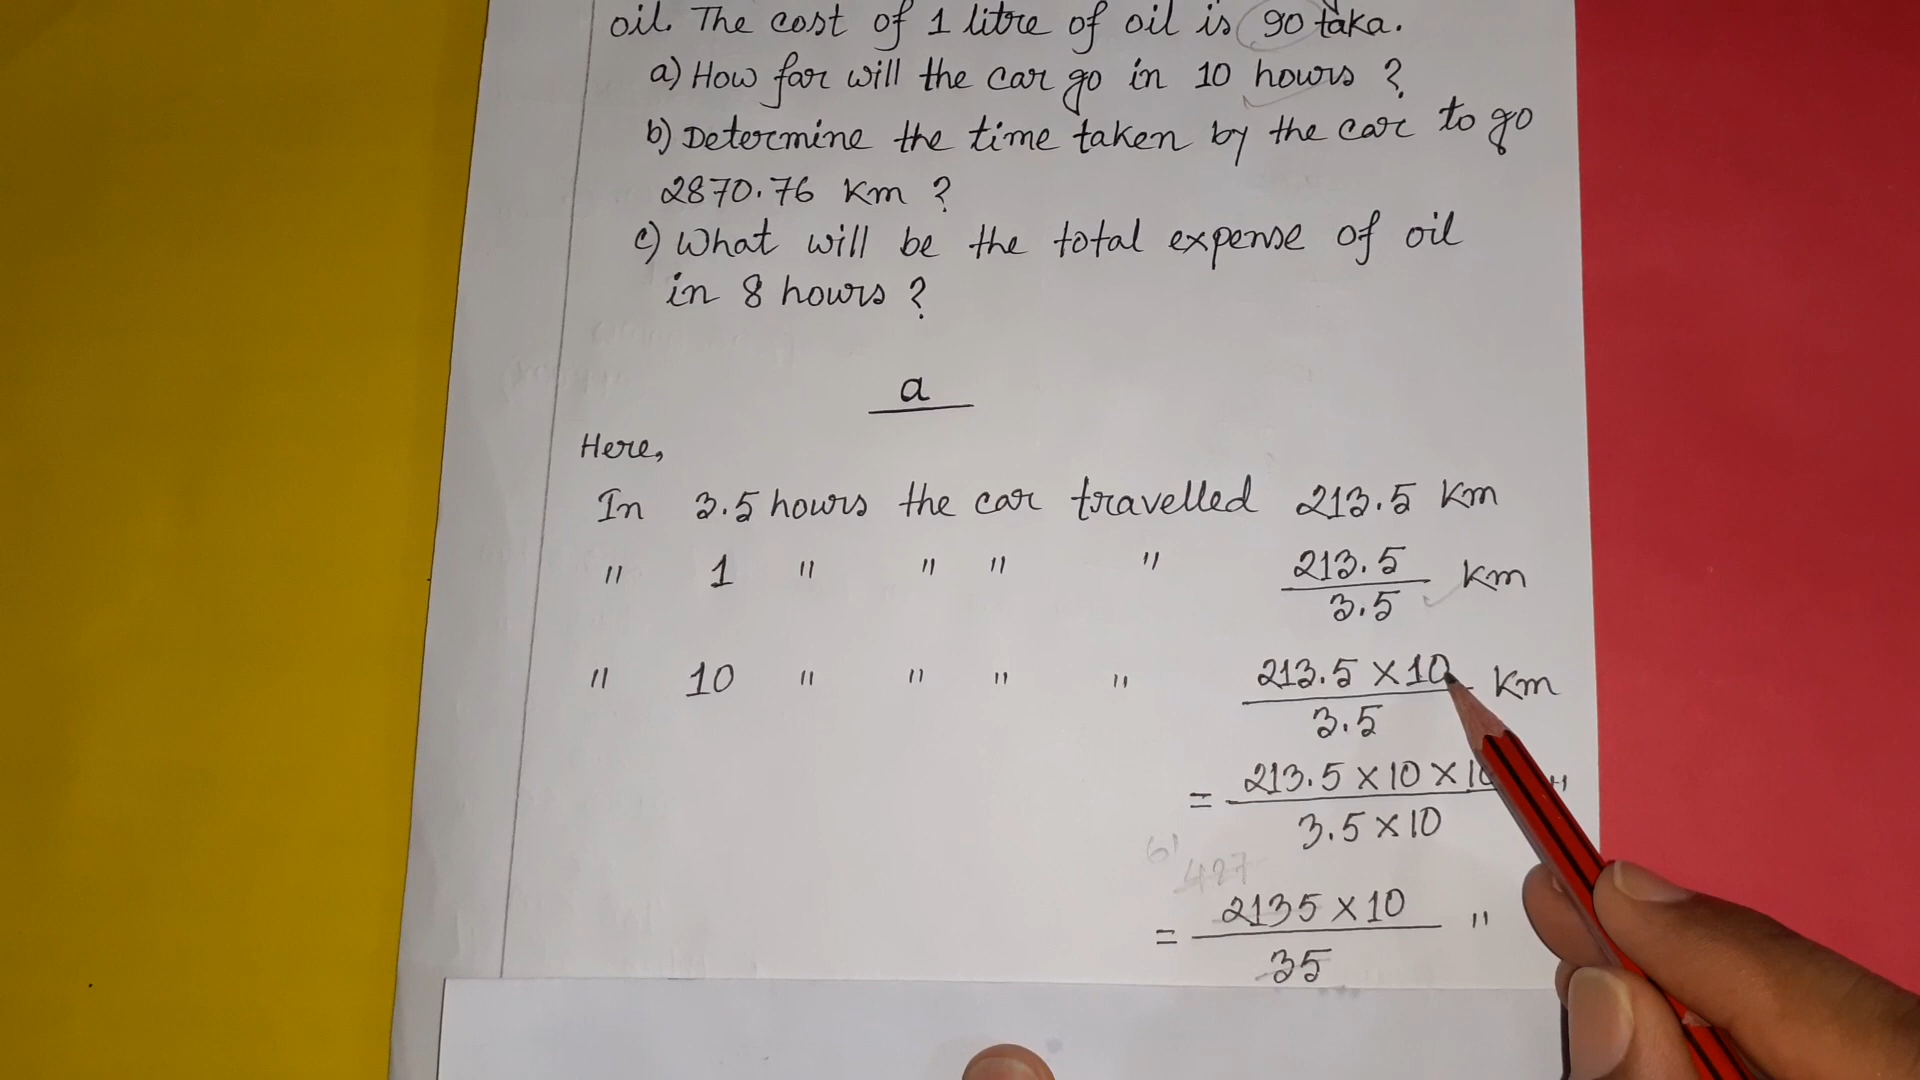 oil. The cost of 1 litre of oil is 90 taka.
a) How far will the car go in 10 hours ?
b) Determine the time taken by the car to go
2870.76 km ?
c) What will be the total expense of oil
in 8 hours ?
a
Here,
In 3.5 hours the car travelled 213.5 km
" 1 " " " " 213.5 / 3.5 km
" 10 " " " " 213.5 × 10 / 3.5 km
= 213.5 × 10 × 10 / 3.5 × 10 "
61
427
= 2135 × 10 / 35 "